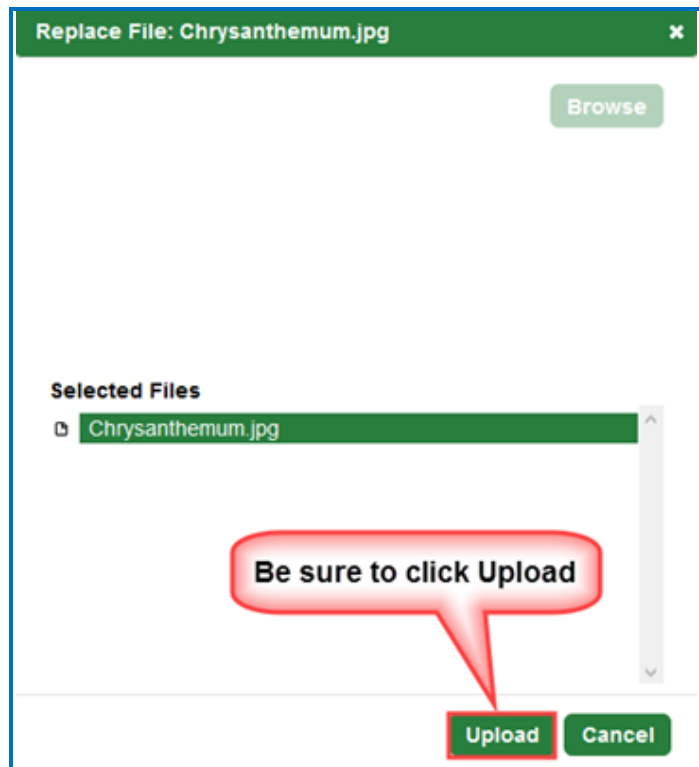 Replace File: Chrysanthemum.jpg
Browse
Selected Files
Chrysanthemum.jpg
Be sure to click Upload
Upload Cancel